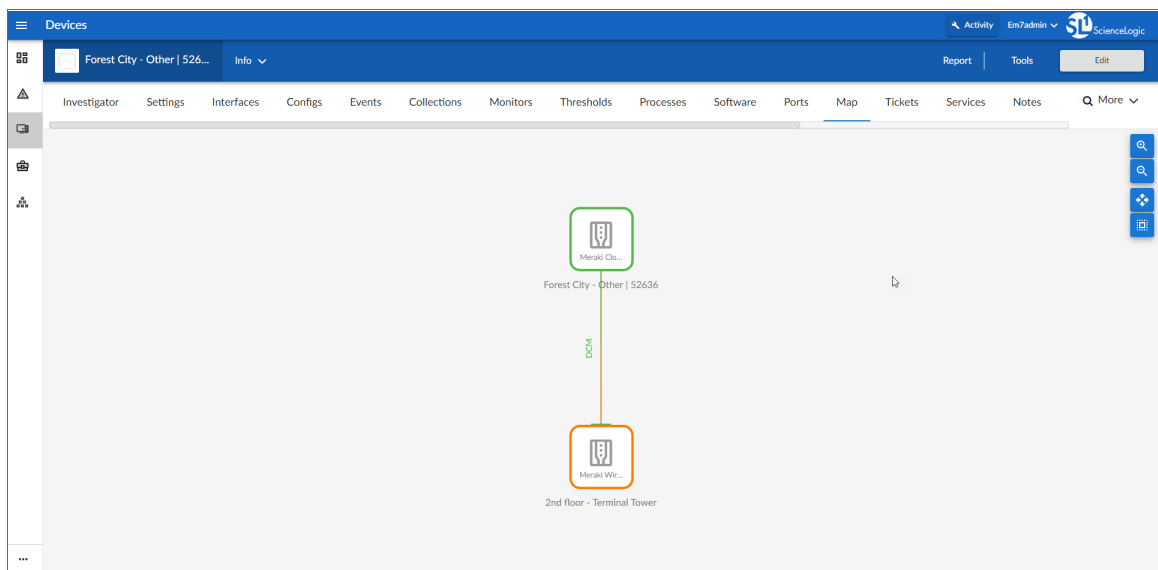 Devices
Activity Em7admin SL1 ScienceLogic
Forest City - Other | 526... Info Report Tools Edit
Investigator Settings Interfaces Configs Events Collections Monitors Thresholds Processes Software Ports Map Tickets Services Notes More
Meraki Clo...
Forest City - Other | 52636
DCM
Meraki Wir...
2nd floor - Terminal Tower